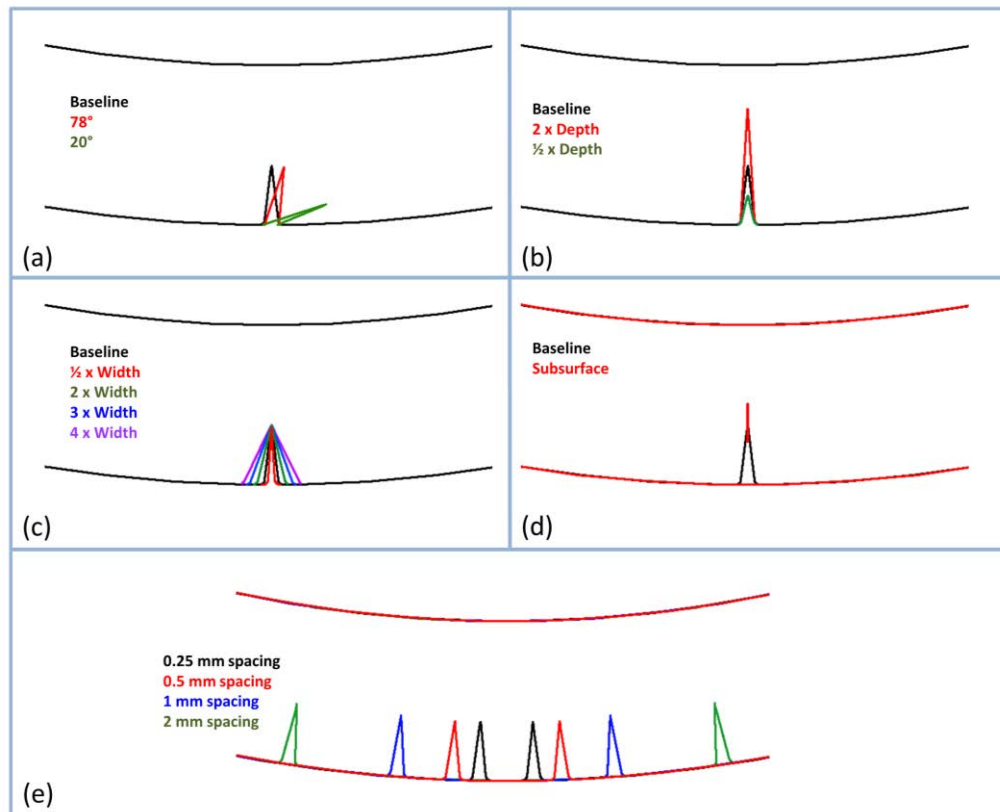 Baseline
78°
20°
(a)
Baseline
2 x Depth
½ x Depth
(b)
Baseline
½ x Width
2 x Width
3 x Width
4 x Width
(c)
Baseline
Subsurface
(d)
0.25 mm spacing
0.5 mm spacing
1 mm spacing
2 mm spacing
(e)